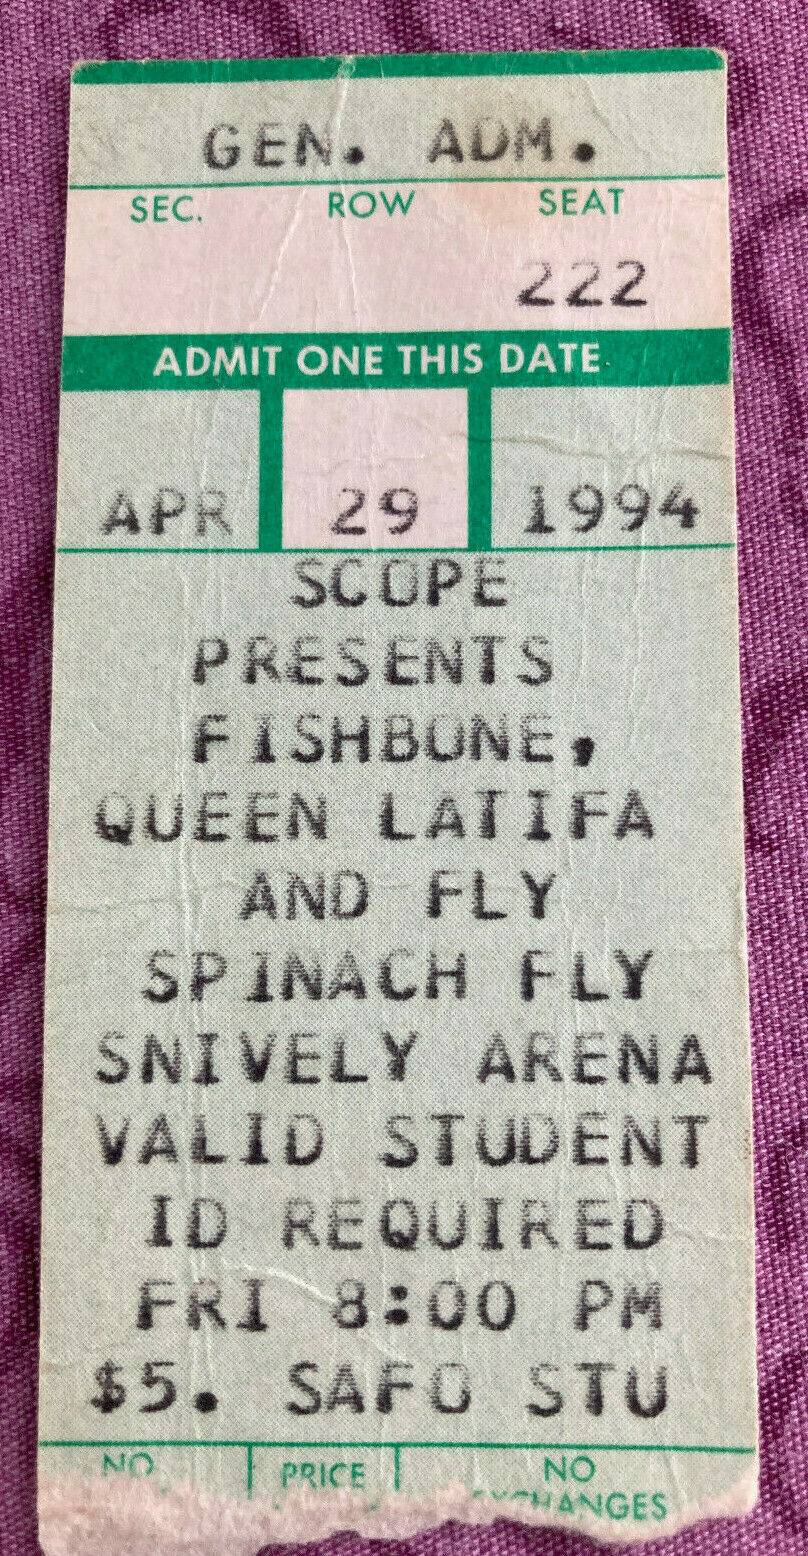 GEN. ADM.
SEC. ROW SEAT
222
ADMIT ONE THIS DATE
APR 29 1994
SCOPE
PRESENTS
FISHBONE,
QUEEN LATIFA
AND FLY
SPINACH FLY
SNIVELY ARENA
VALID STUDENT
ID REQUIRED
FRI 8:00 PM
$5. SAFO STU
NO. PRICE NO
EXCHANGES